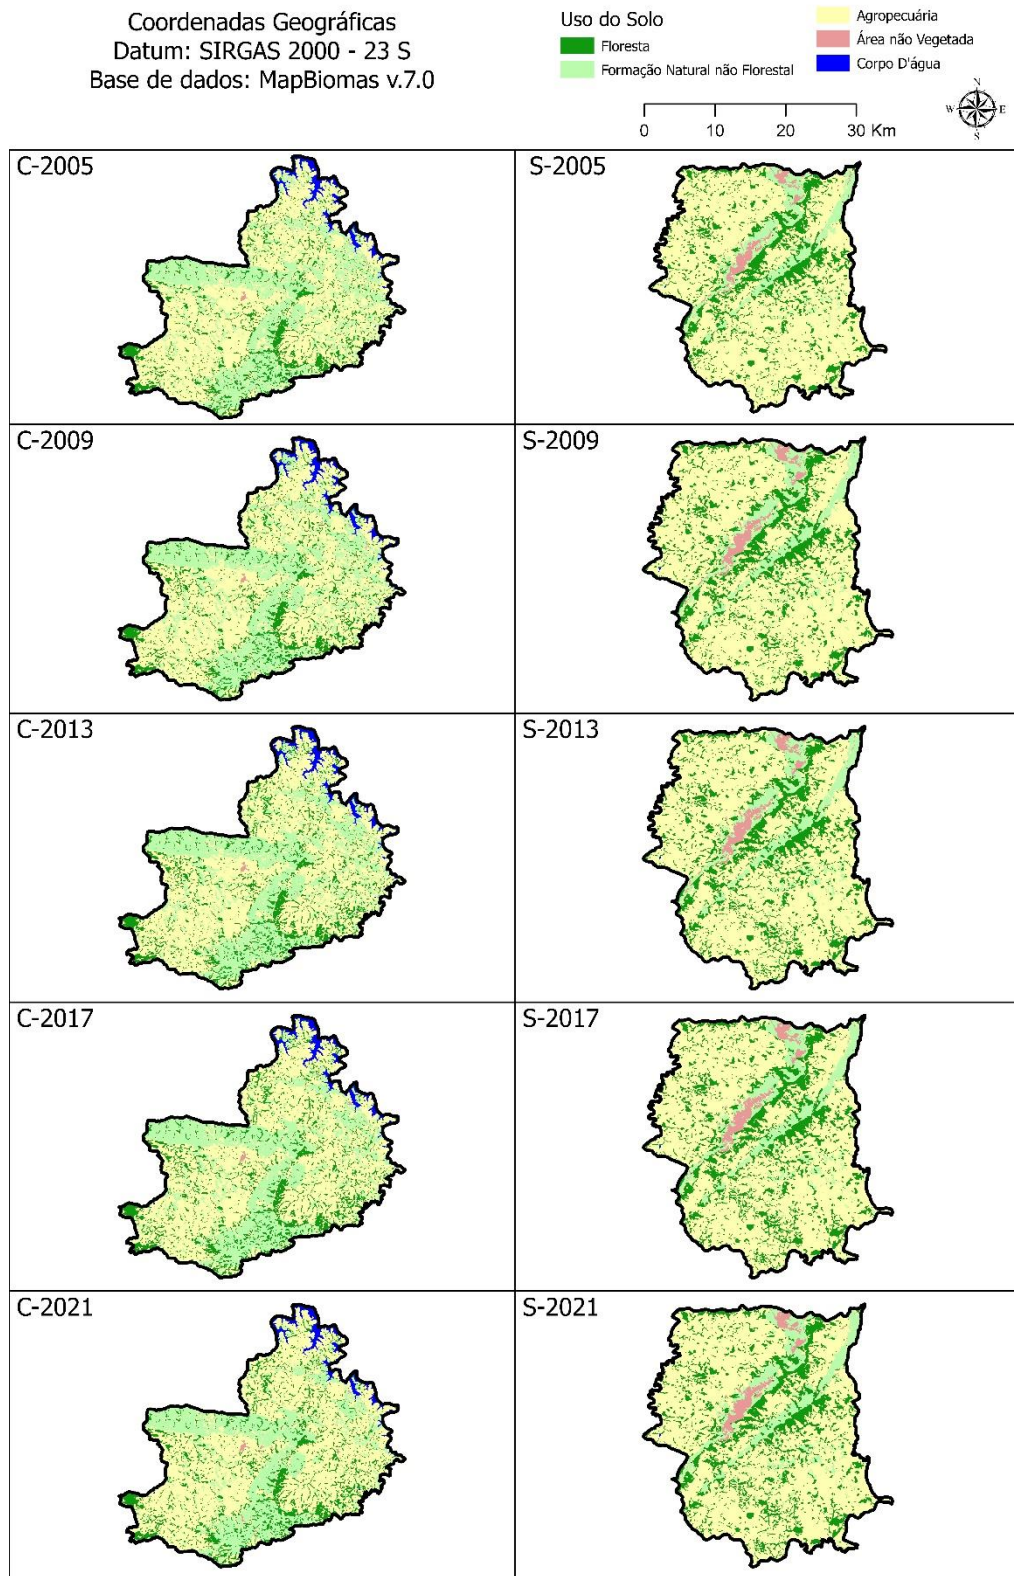 Coordenadas Geográficas
Datum: SIRGAS 2000 - 23 S
Base de dados: MapBiomas v.7.0
Uso do Solo
Floresta
Formação Natural não Florestal
Agropecuária
Área não Vegetada
Corpo D'água
0 10 20 30 Km
N
W E
S
C-2005
S-2005
C-2009
S-2009
C-2013
S-2013
C-2017
S-2017
C-2021
S-2021